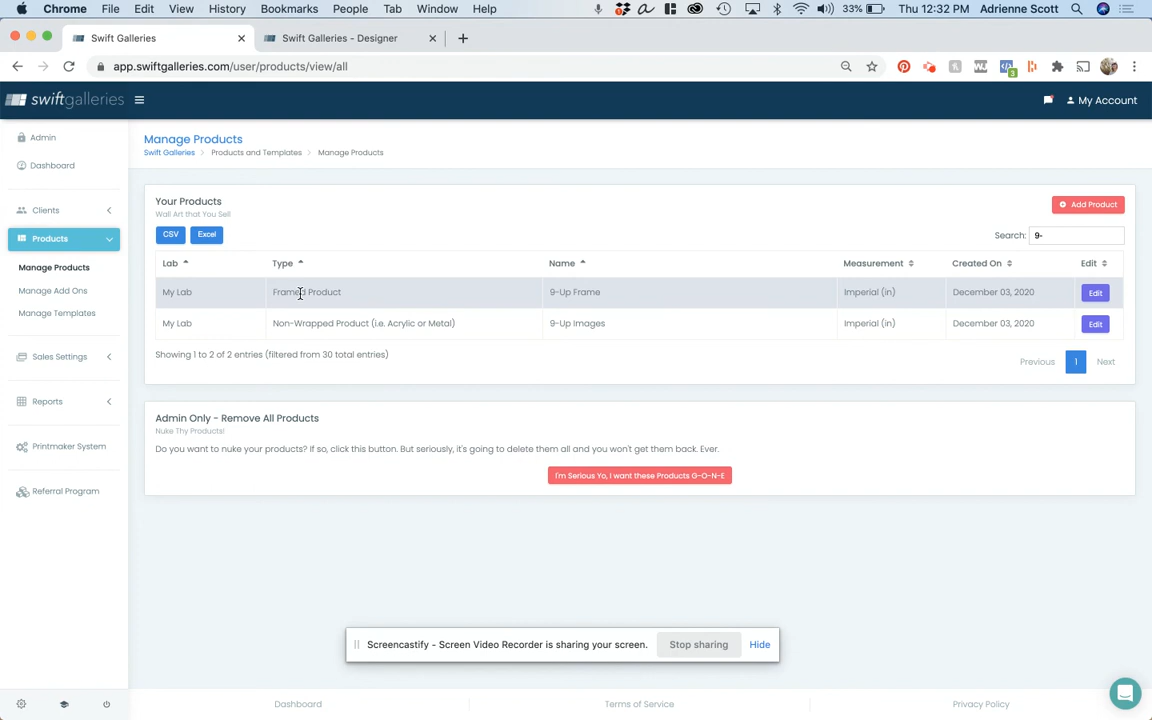 Chrome File Edit View History Bookmarks People Tab Window Help 33% Thu 12:32 PM Adrienne Scott
Swift Galleries Swift Galleries - Designer
app.swiftgalleries.com/user/products/view/all
3
swiftgalleries My Account
Admin
Dashboard
Clients
Products
Manage Products
Manage Add Ons
Manage Templates
Sales Settings
Reports
Printmaker System
Referral Program
Manage Products
Swift Galleries > Products and Templates > Manage Products
Your Products
Wall Art that You Sell
Add Product
CSV Excel
Search: 9-
Lab Type Name Measurement Created On Edit
My Lab Framed Product 9-Up Frame Imperial (in) December 03, 2020 Edit
My Lab Non-Wrapped Product (i.e. Acrylic or Metal) 9-Up Images Imperial (in) December 03, 2020 Edit
Showing 1 to 2 of 2 entries (filtered from 30 total entries)
Previous 1 Next
Admin Only - Remove All Products
Nuke Thy Products!
Do you want to nuke your products? If so, click this button. But seriously, it's going to delete them all and you won't get them back. Ever.
I'm Serious Yo, I want these Products G-O-N-E
Screencastify - Screen Video Recorder is sharing your screen. Stop sharing Hide
Dashboard Terms of Service Privacy Policy